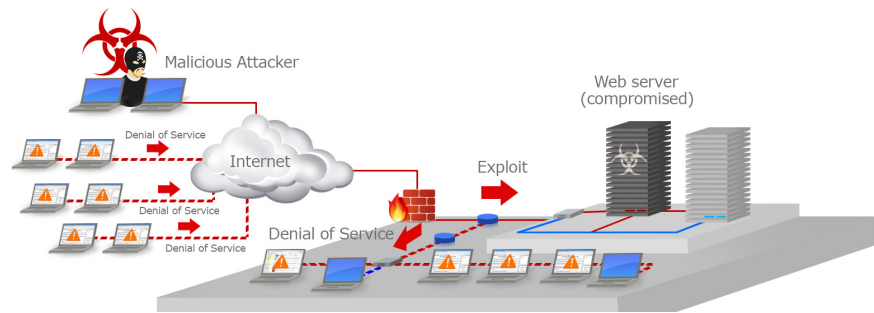 Malicious Attacker
Web server
(compromised)
Denial of Service
Internet
Exploit
Denial of Service
Denial of Service
Denial of Service